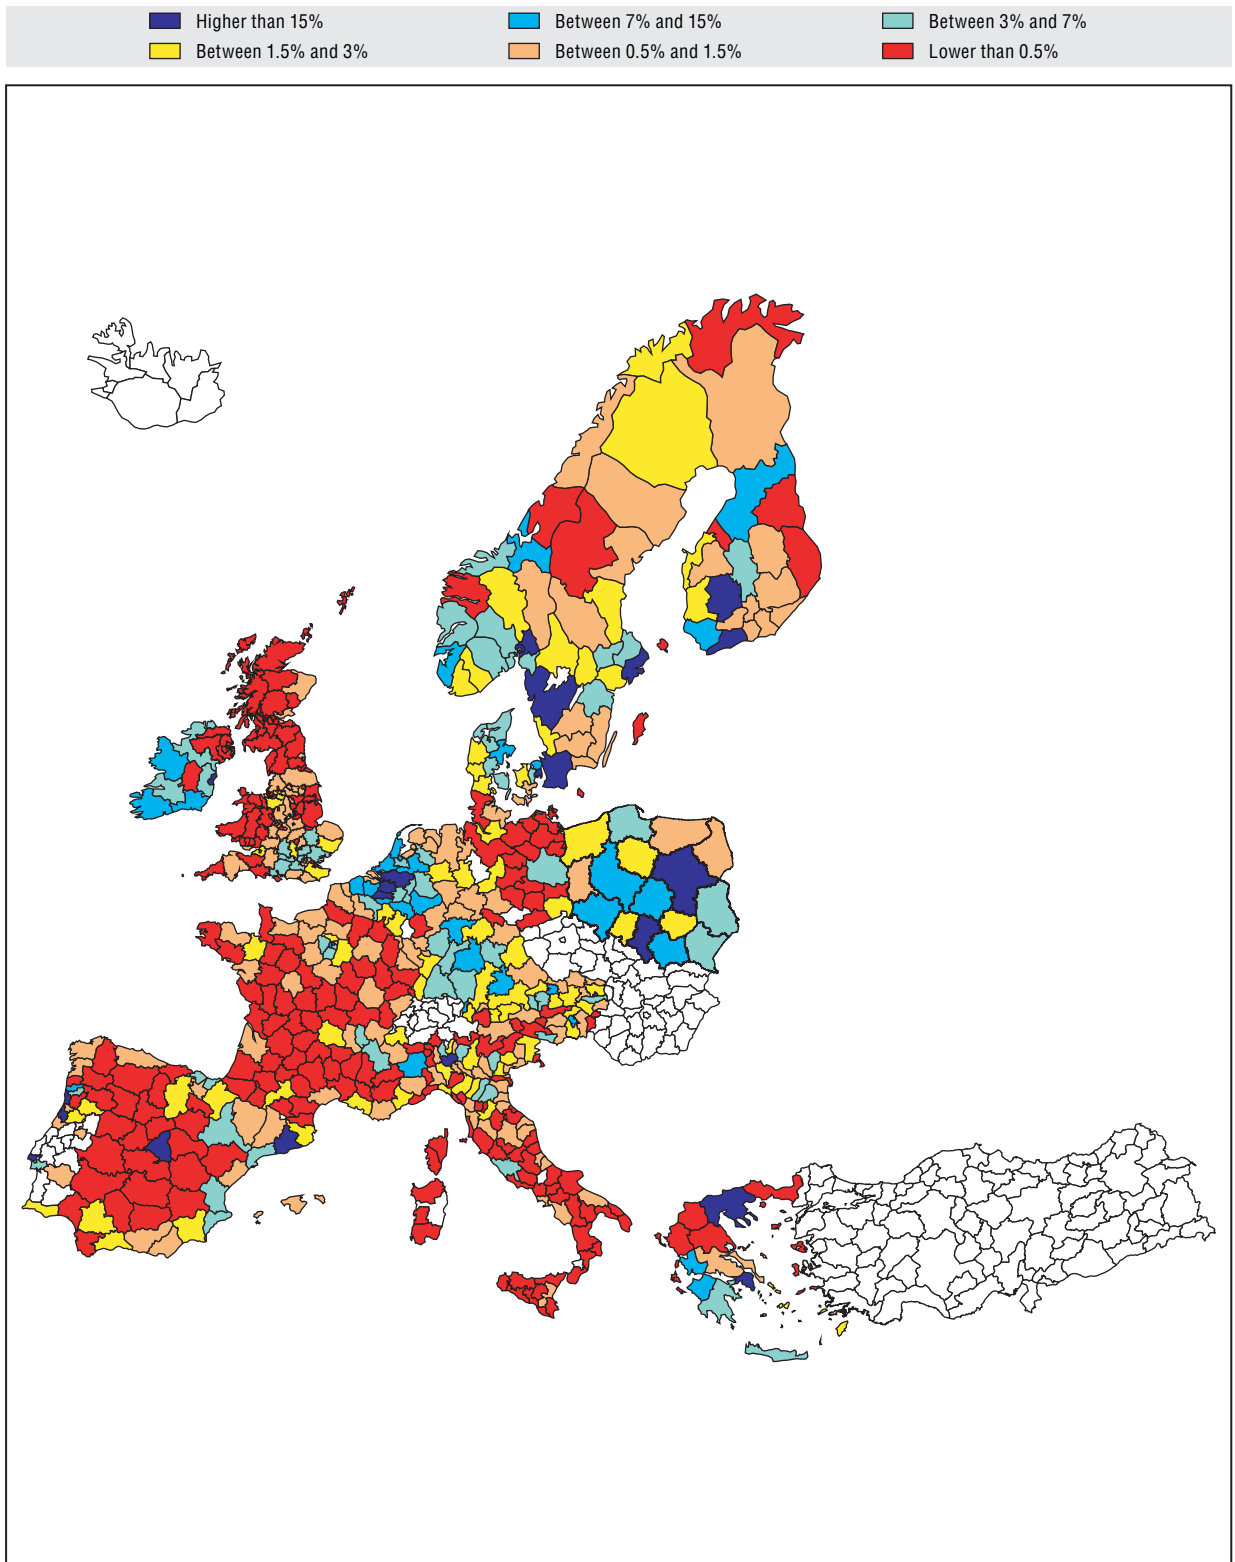 Higher than 15% Between 7% and 15% Between 3% and 7%
Between 1.5% and 3% Between 0.5% and 1.5% Lower than 0.5%